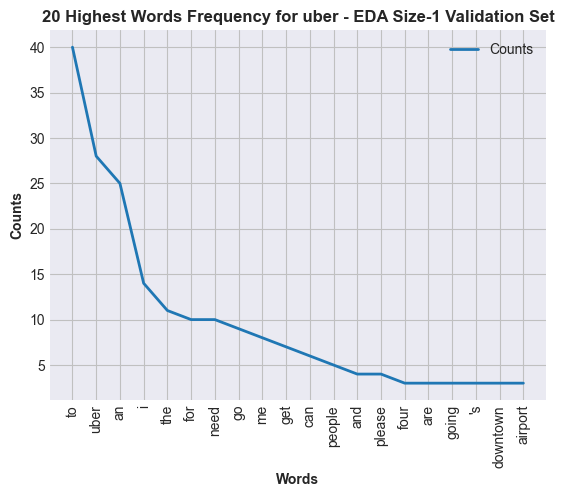 20 Highest Words Frequency for uber - EDA Size-1 Validation Set
Counts
40
35
30
25
20
15
10
5
Counts
to
uber
an
i
the
for
need
go
me
get
can
people
and
please
four
are
going
's
downtown
airport
Words